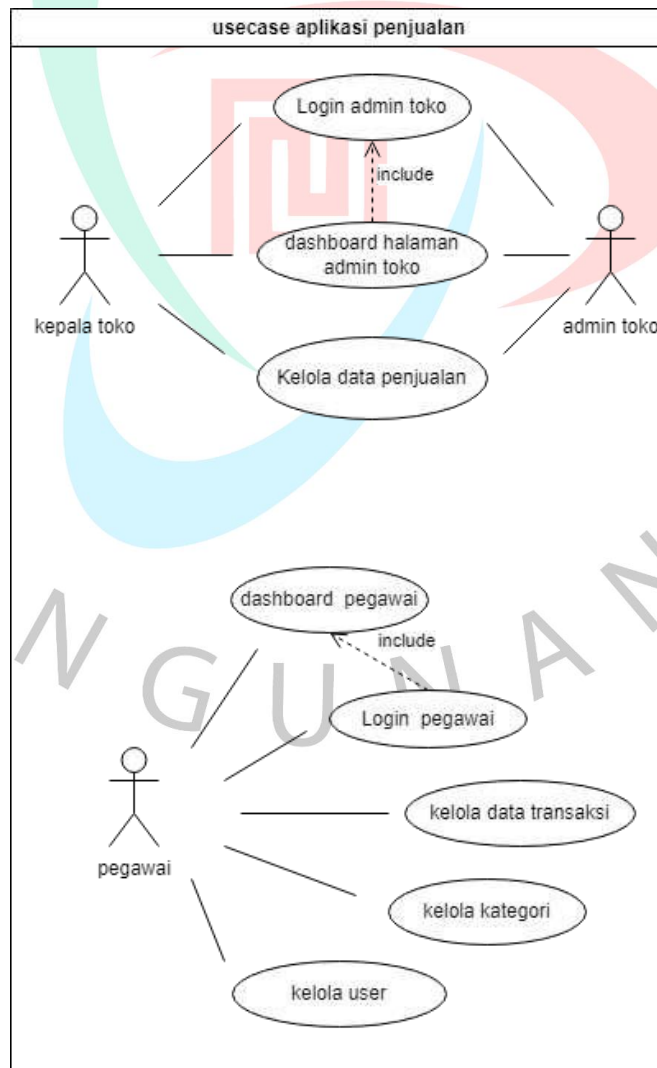 usecase aplikasi penjualan
Login admin toko
include
dashboard halaman
admin toko
kepala toko
admin toko
Kelola data penjualan
dashboard pegawai
include
Login pegawai
NGUNAN
kelola data transaksi
pegawai
kelola kategori
kelola user